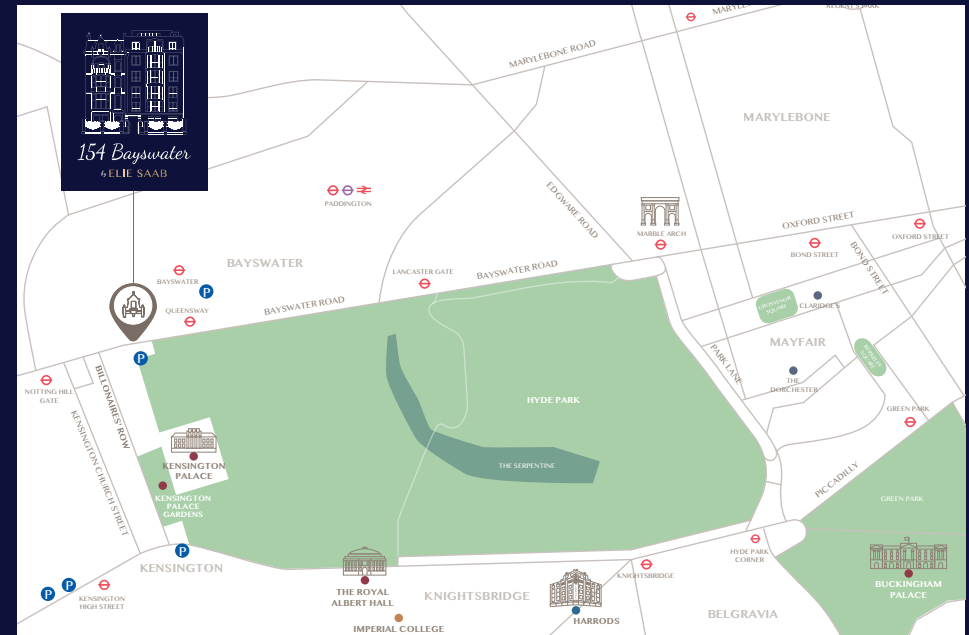 MARYLEBONE ROAD
MARYLEBONE
154 Bayswater
by ELIE SAAB
PADDINGTON
EDGWARE ROAD
MARBLE ARCH
OXFORD STREET
OXFORD STREET
BOND STREET
BOND STREET
BAYSWATER
LANCASTER GATE
BAYSWATER ROAD
BAYSWATER
P
QUEENSWAY
BAYSWATER ROAD
GROSVENOR
SQUARE
CLARIDGE'S
MAYFAIR
P
PARK LANE
BERKELEY
SQUARE
THE
DORCHESTER
NOTTING HILL
GATE
BILLONAIRES' ROW
HYDE PARK
GREEN PARK
KENSINGTON CHURCH STREET
KENSINGTON
PALACE
THE SERPENTINE
PICCADILLY
KENSINGTON
PALACE
GARDENS
GREEN PARK
P
KENSINGTON
HYDE PARK
CORNER
P
P
KENSINGTON
HIGH STREET
THE ROYAL
ALBERT HALL
KNIGHTSBRIDGE
KNIGHTSBRIDGE
BUCKINGHAM
PALACE
HARRODS
BELGRAVIA
IMPERIAL COLLEGE